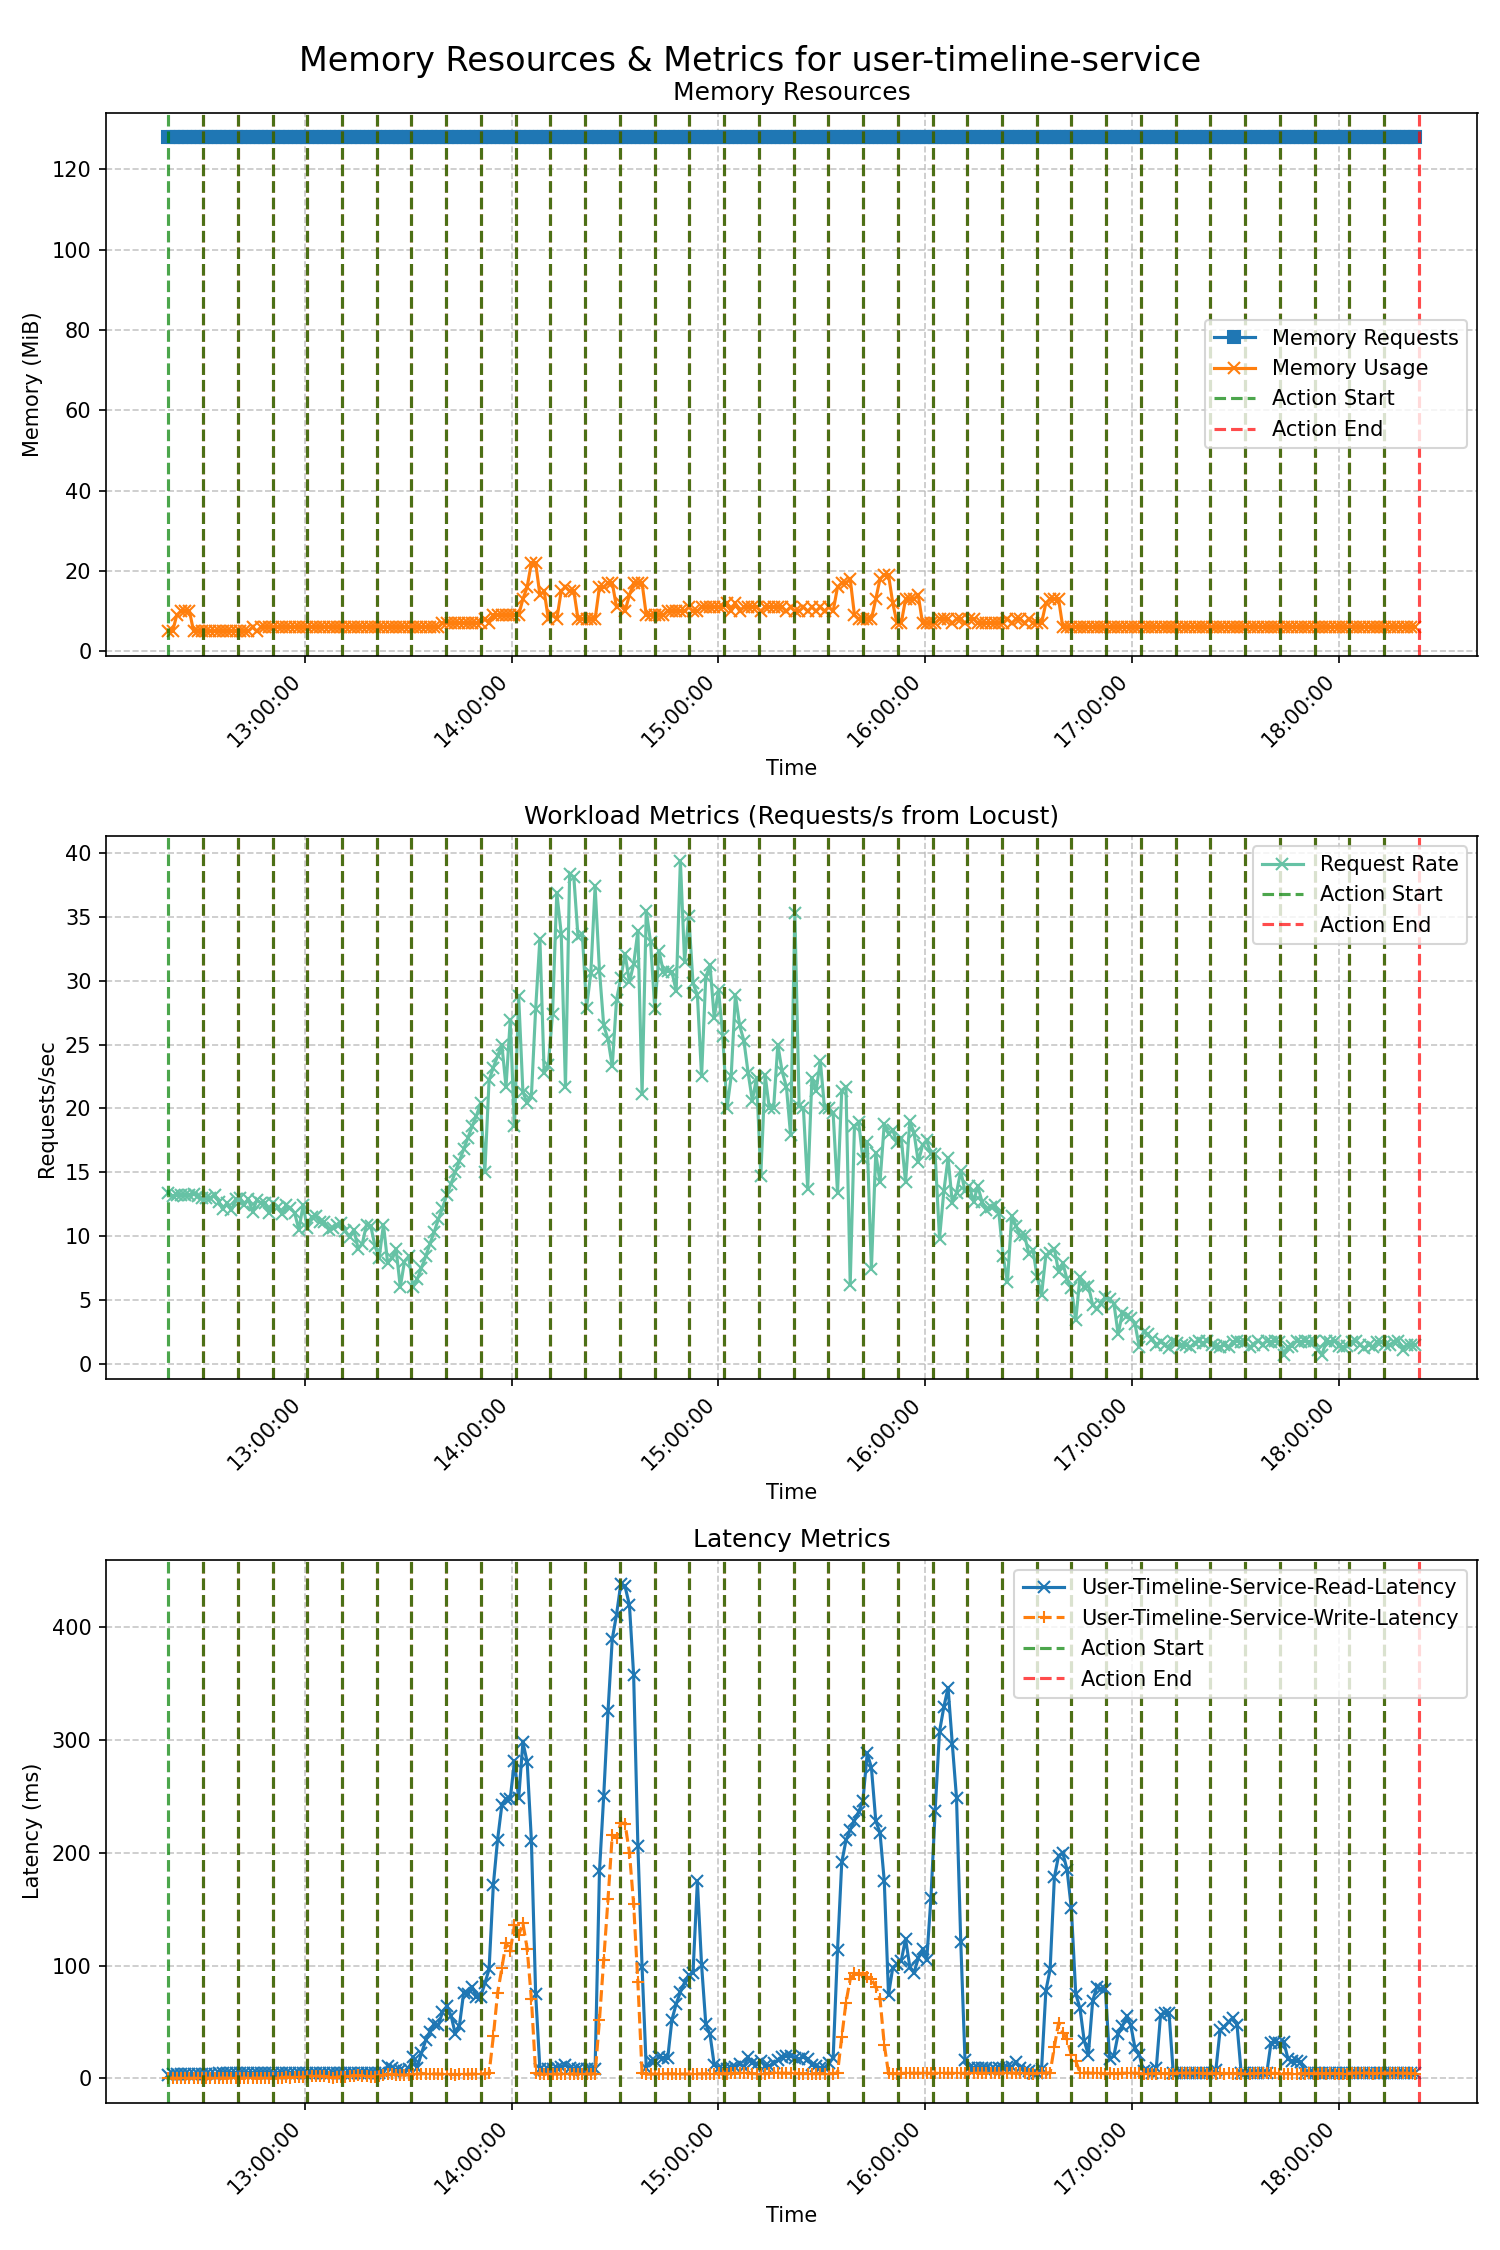 Memory Resources & Metrics for user-timeline-service
Memory Resources
120
100
80
60
40
20
0
Memory (MiB)
Memory Requests
Memory Usage
Action Start
Action End
13:00:00
14:00:00
15:00:00
16:00:00
17:00:00
18:00:00
Time
Workload Metrics (Requests/s from Locust)
40
35
30
25
20
15
10
5
0
Requests/sec
Request Rate
Action Start
Action End
13:00:00
14:00:00
15:00:00
16:00:00
17:00:00
18:00:00
Time
Latency Metrics
400
300
200
100
0
Latency (ms)
User-Timeline-Service-Read-Latency
User-Timeline-Service-Write-Latency
Action Start
Action End
13:00:00
14:00:00
15:00:00
16:00:00
17:00:00
18:00:00
Time